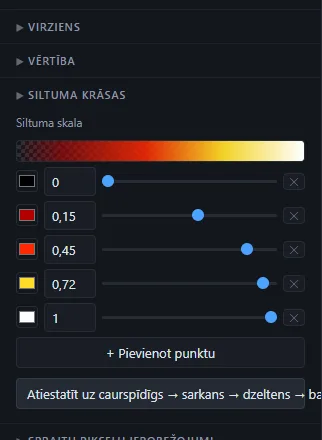 VIRZIENS
VĒRTĪBA
SILTUMA KRĀSAS
Siltuma skala
0
0,15
0,45
0,72
1
+ Pievienot punktu
Atiestatīt uz caurspīdīgs → sarkans → dzeltens → ba